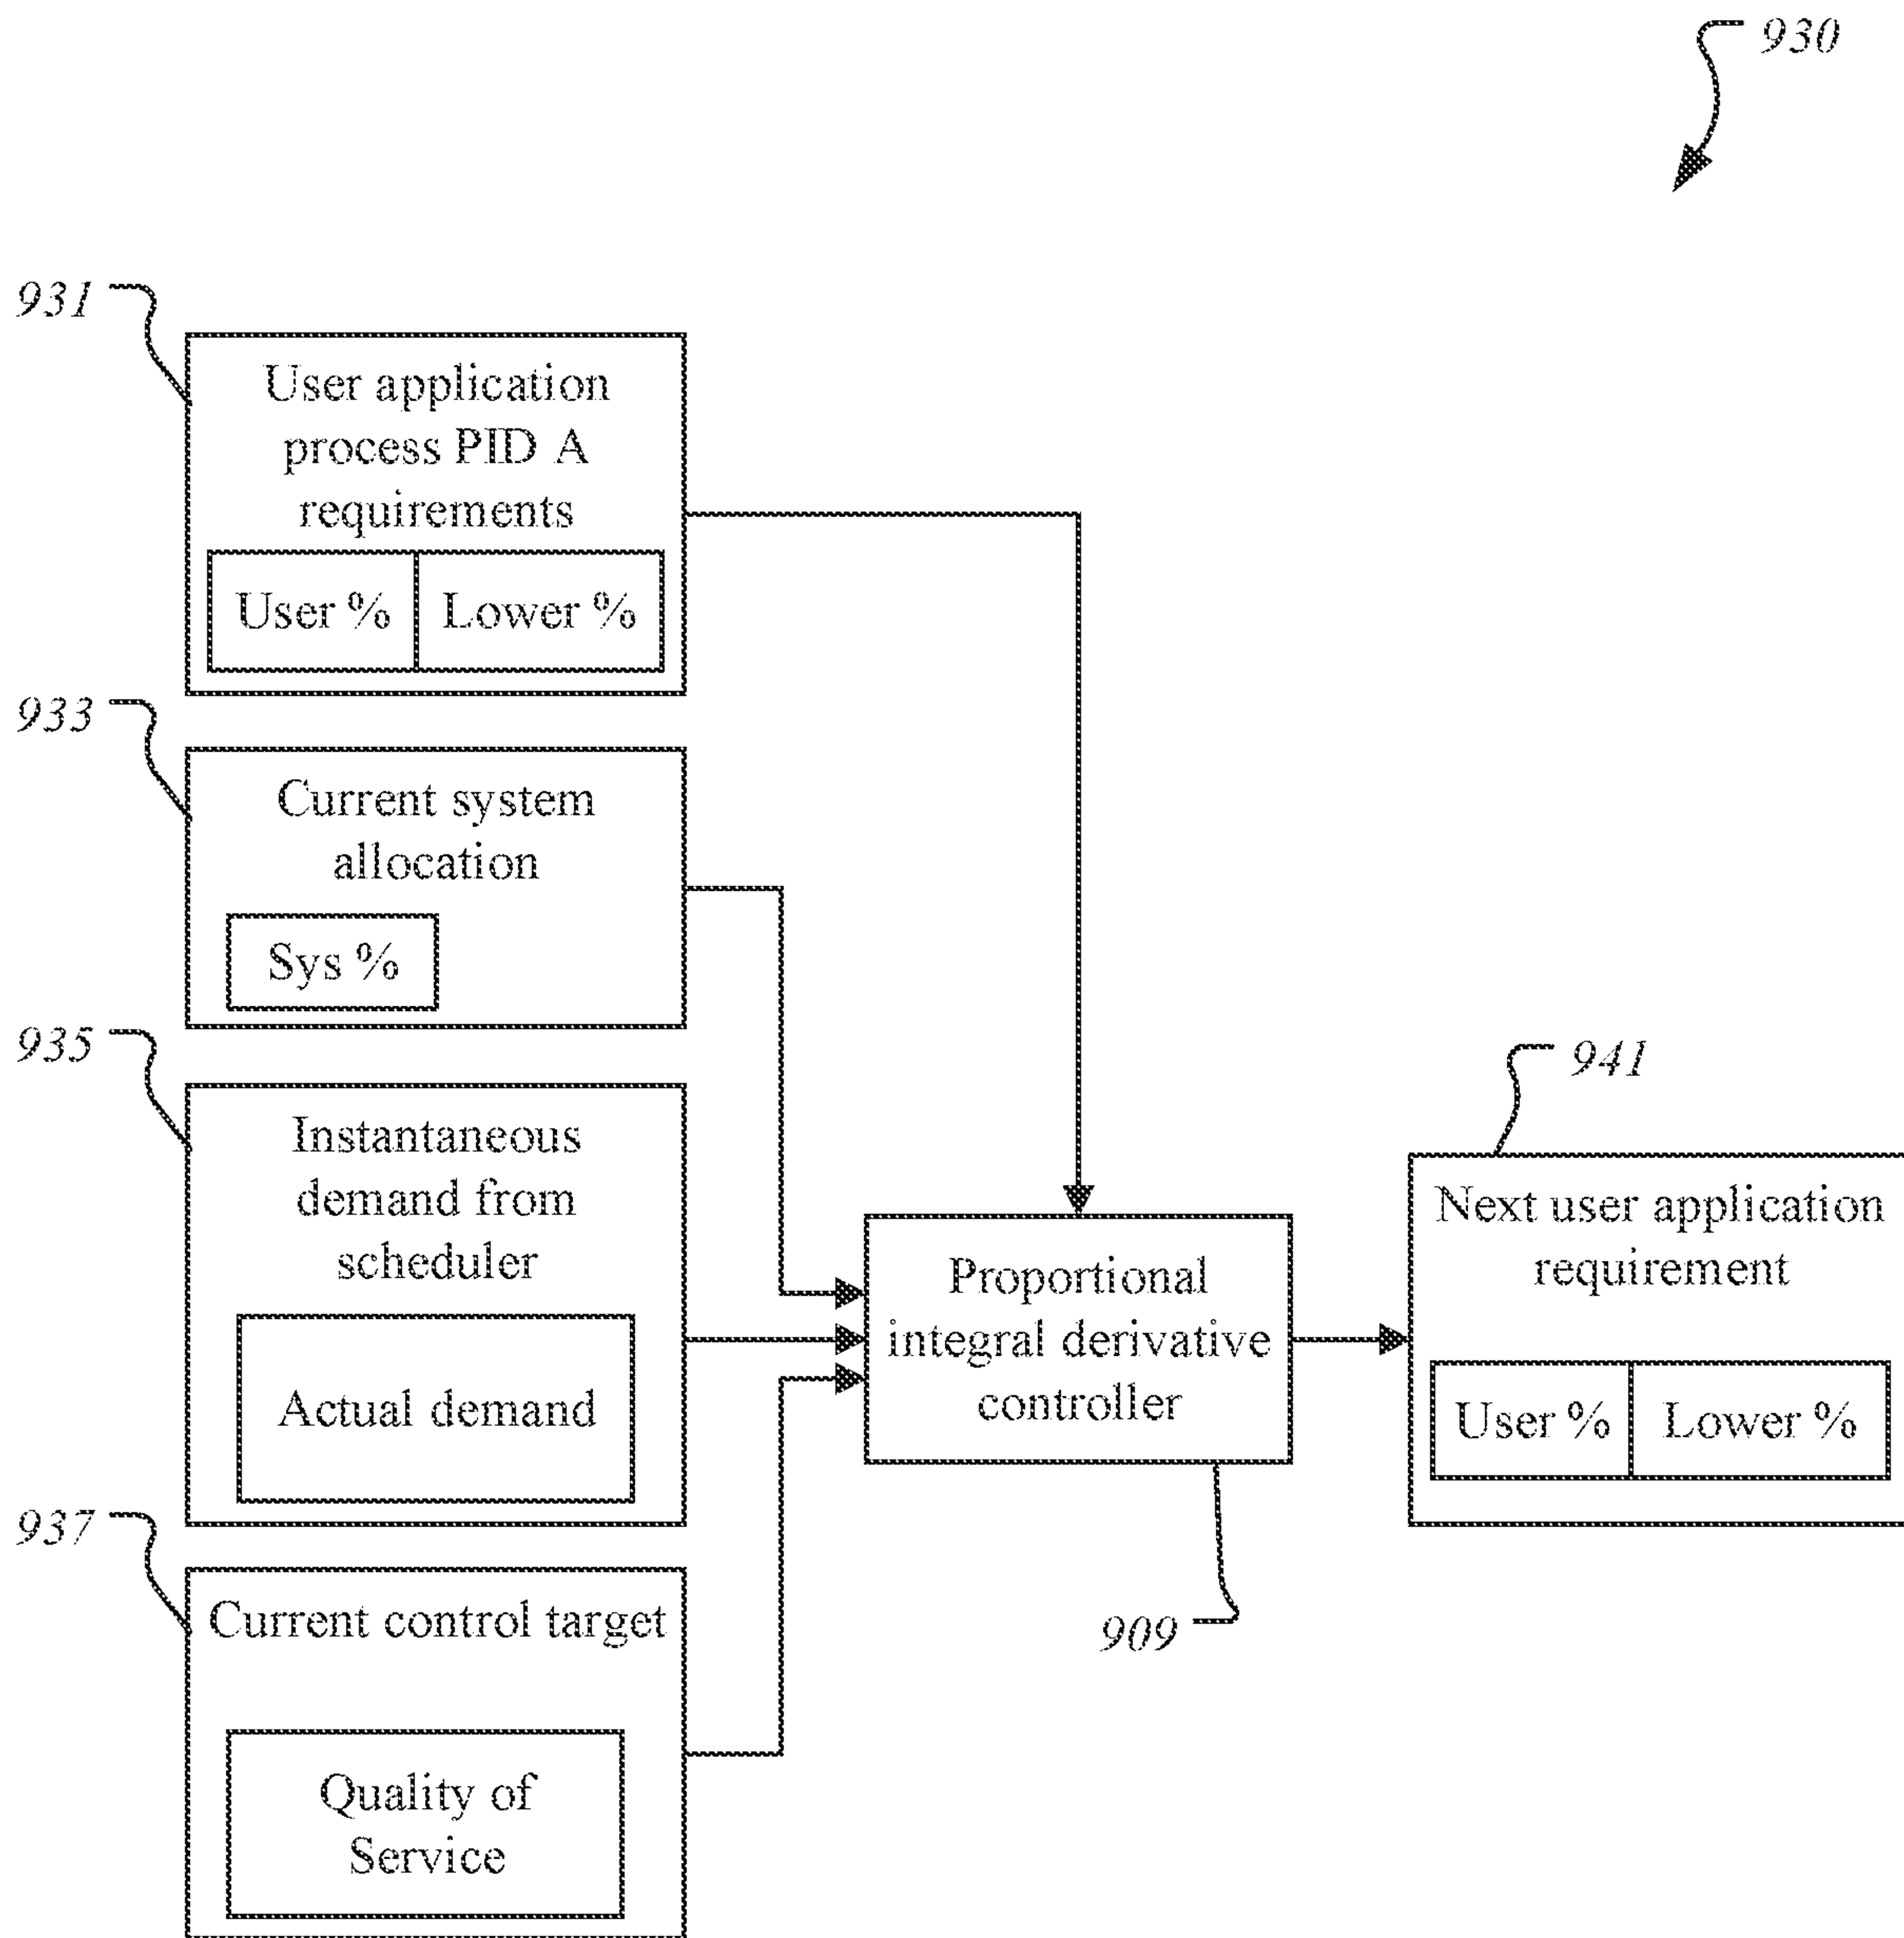 930
931
User application
process PID A
requirements
User % Lower %
933
Current system
allocation
Sys %
935
Instantaneous
demand from
scheduler
Actual demand
937
Current control target
Quality of
Service
Proportional
integral derivative
controller
909
941
Next user application
requirement
User % Lower %